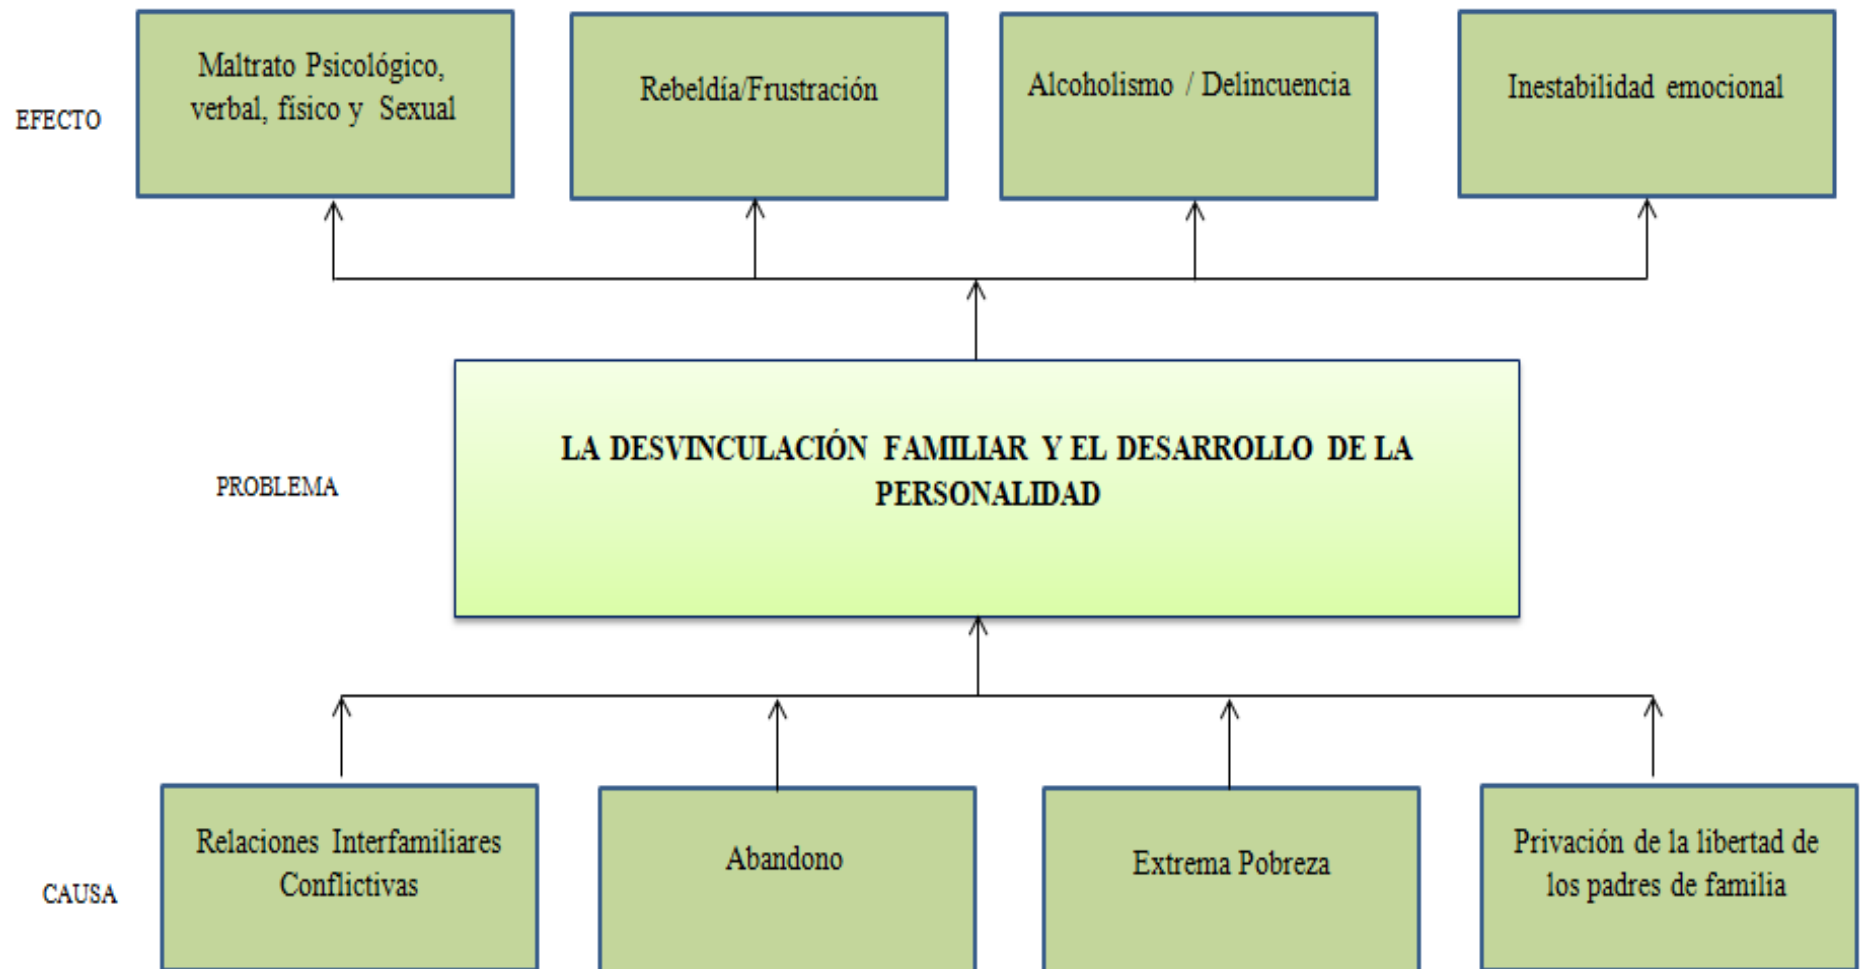 EFECTO
Maltrato Psicológico,
verbal, físico y Sexual
Rebeldía/Frustración
Alcoholismo / Delincuencia
Inestabilidad emocional
PROBLEMA
LA DESVINCULACIÓN FAMILIAR Y EL DESARROLLO DE LA
PERSONALIDAD
CAUSA
Relaciones Interfamiliares
Conflictivas
Abandono
Extrema Pobreza
Privación de la libertad de
los padres de familia